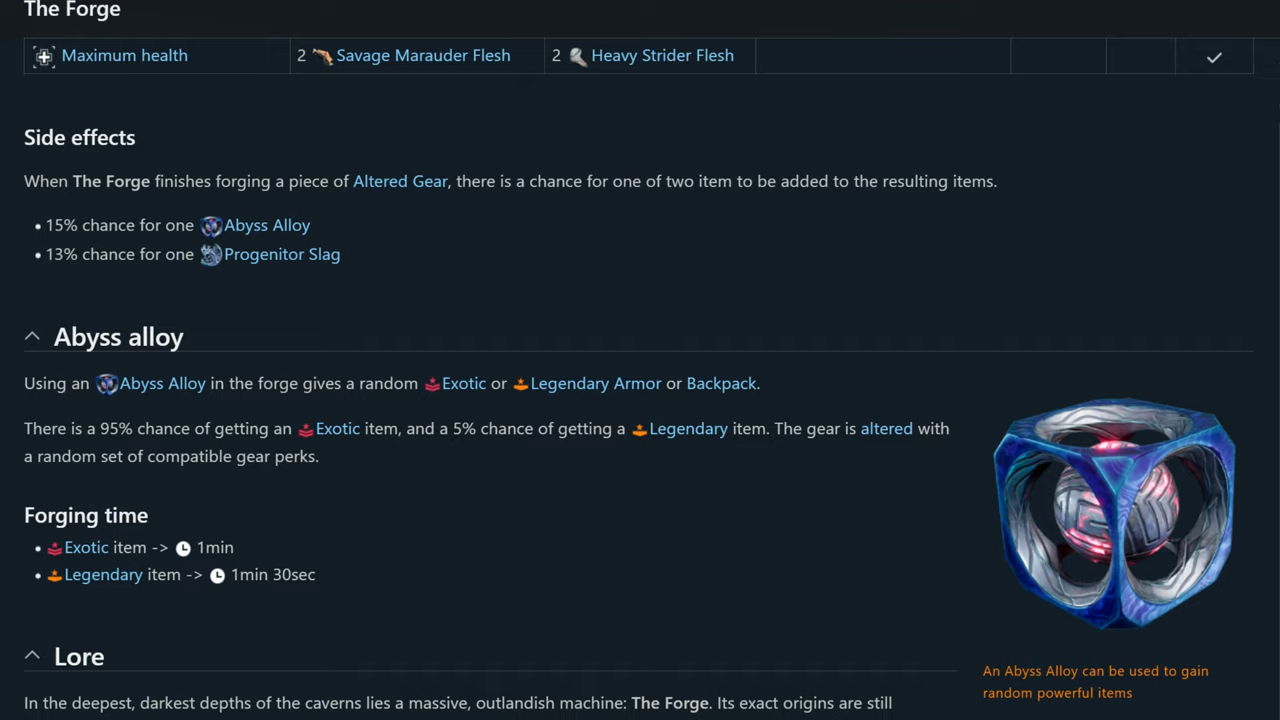 The Forge
Maximum health 2 Savage Marauder Flesh 2 Heavy Strider Flesh
Side effects
When The Forge finishes forging a piece of Altered Gear, there is a chance for one of two item to be added to the resulting items.
• 15% chance for one Abyss Alloy
• 13% chance for one Progenitor Slag
Abyss alloy
Using an Abyss Alloy in the forge gives a random Exotic or Legendary Armor or Backpack.
There is a 95% chance of getting an Exotic item, and a 5% chance of getting a Legendary item. The gear is altered with
a random set of compatible gear perks.
Forging time
• Exotic item -> 1min
• Legendary item -> 1min 30sec
An Abyss Alloy can be used to gain
random powerful items
Lore
In the deepest, darkest depths of the caverns lies a massive, outlandish machine: The Forge. Its exact origins are still